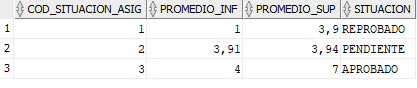 COD_SITUACION_ASIG PROMEDIO_INF PROMEDIO_SUP SITUACION
1 1 1 3,9 REPROBADO
2 2 3,91 3,94 PENDIENTE
3 3 4 7 APROBADO